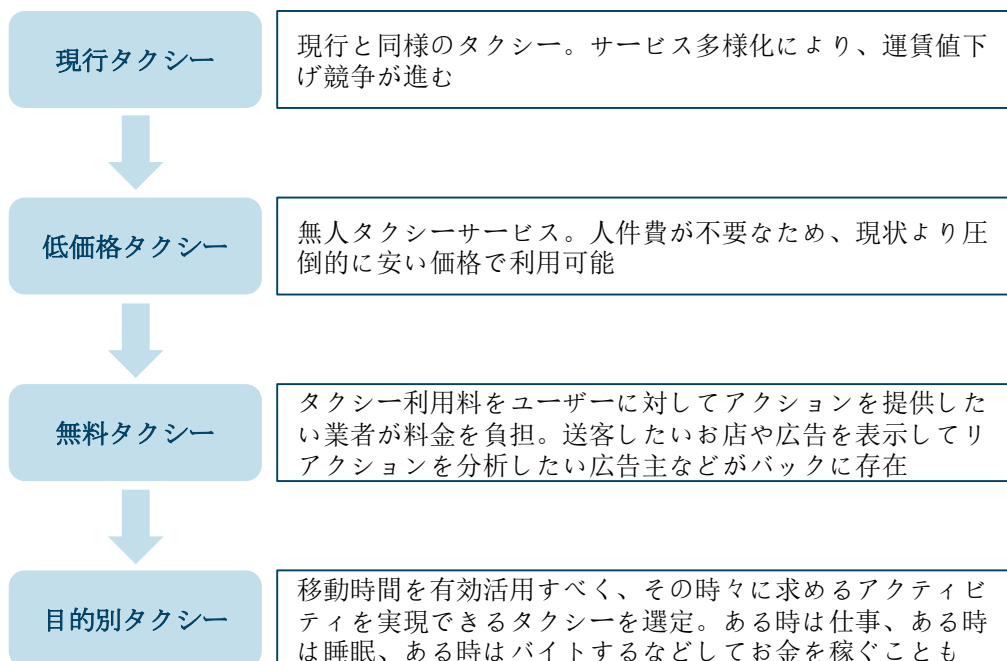 現行タクシー
現行と同様のタクシー。サービス多様化により、運賃値下
げ競争が進む
低価格タクシー
無人タクシーサービス。人件費が不要なため、現状より圧
倒的に安い価格で利用可能
無料タクシー
タクシー利用料をユーザーに対してアクションを提供した
い業者が料金を負担。送客したいお店や広告を表示してリ
アクションを分析したい広告主などがバックに存在
目的別タクシー
移動時間を有効活用すべく、その時々に求めるアクティビ
ティを実現できるタクシーを選定。ある時は仕事、ある時
は睡眠、ある時はバイトするなどしてお金を稼ぐことも